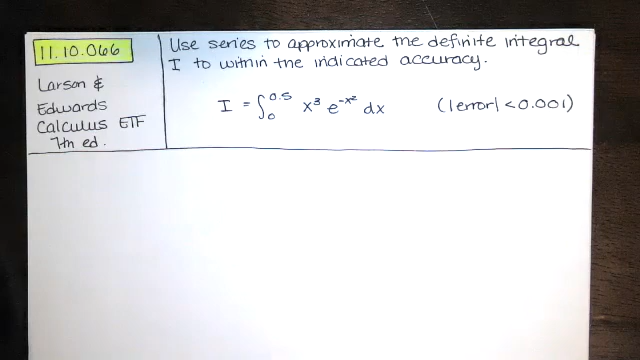 11.10.066
Larson &
Edwards
Calculus ETF
7th ed.
Use series to approximate the definite integral
I to within the indicated accuracy.
I = ∫₀^0.5 x³ e^-x² dx (|error| < 0.001)